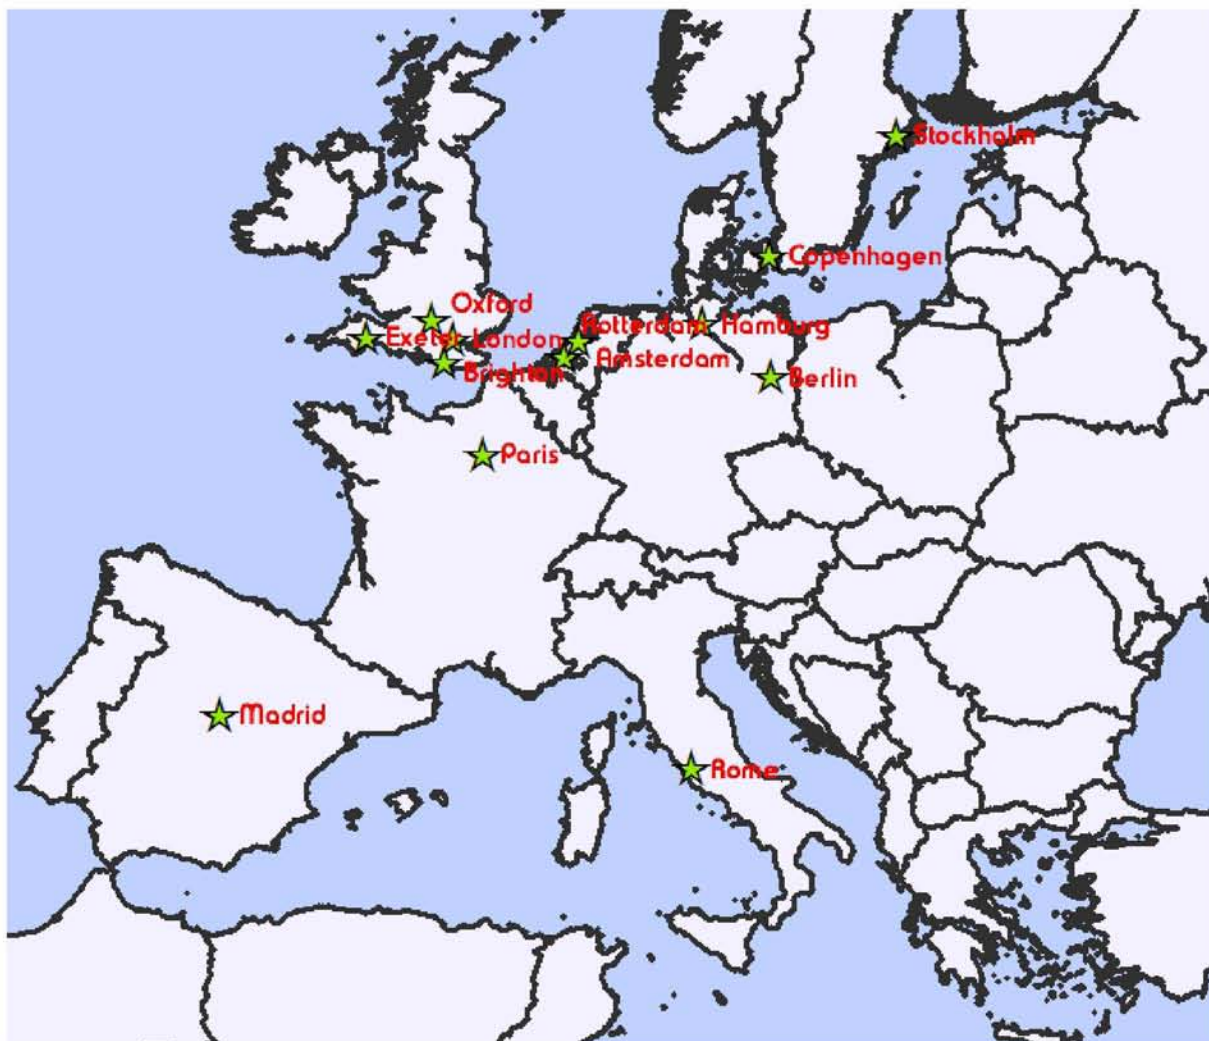 Stockholm
Copenhagen
Oxford
Rotterdam
Hamburg
Exeter
London
Amsterdam
Brighton
Berlin
Paris
Madrid
Rome